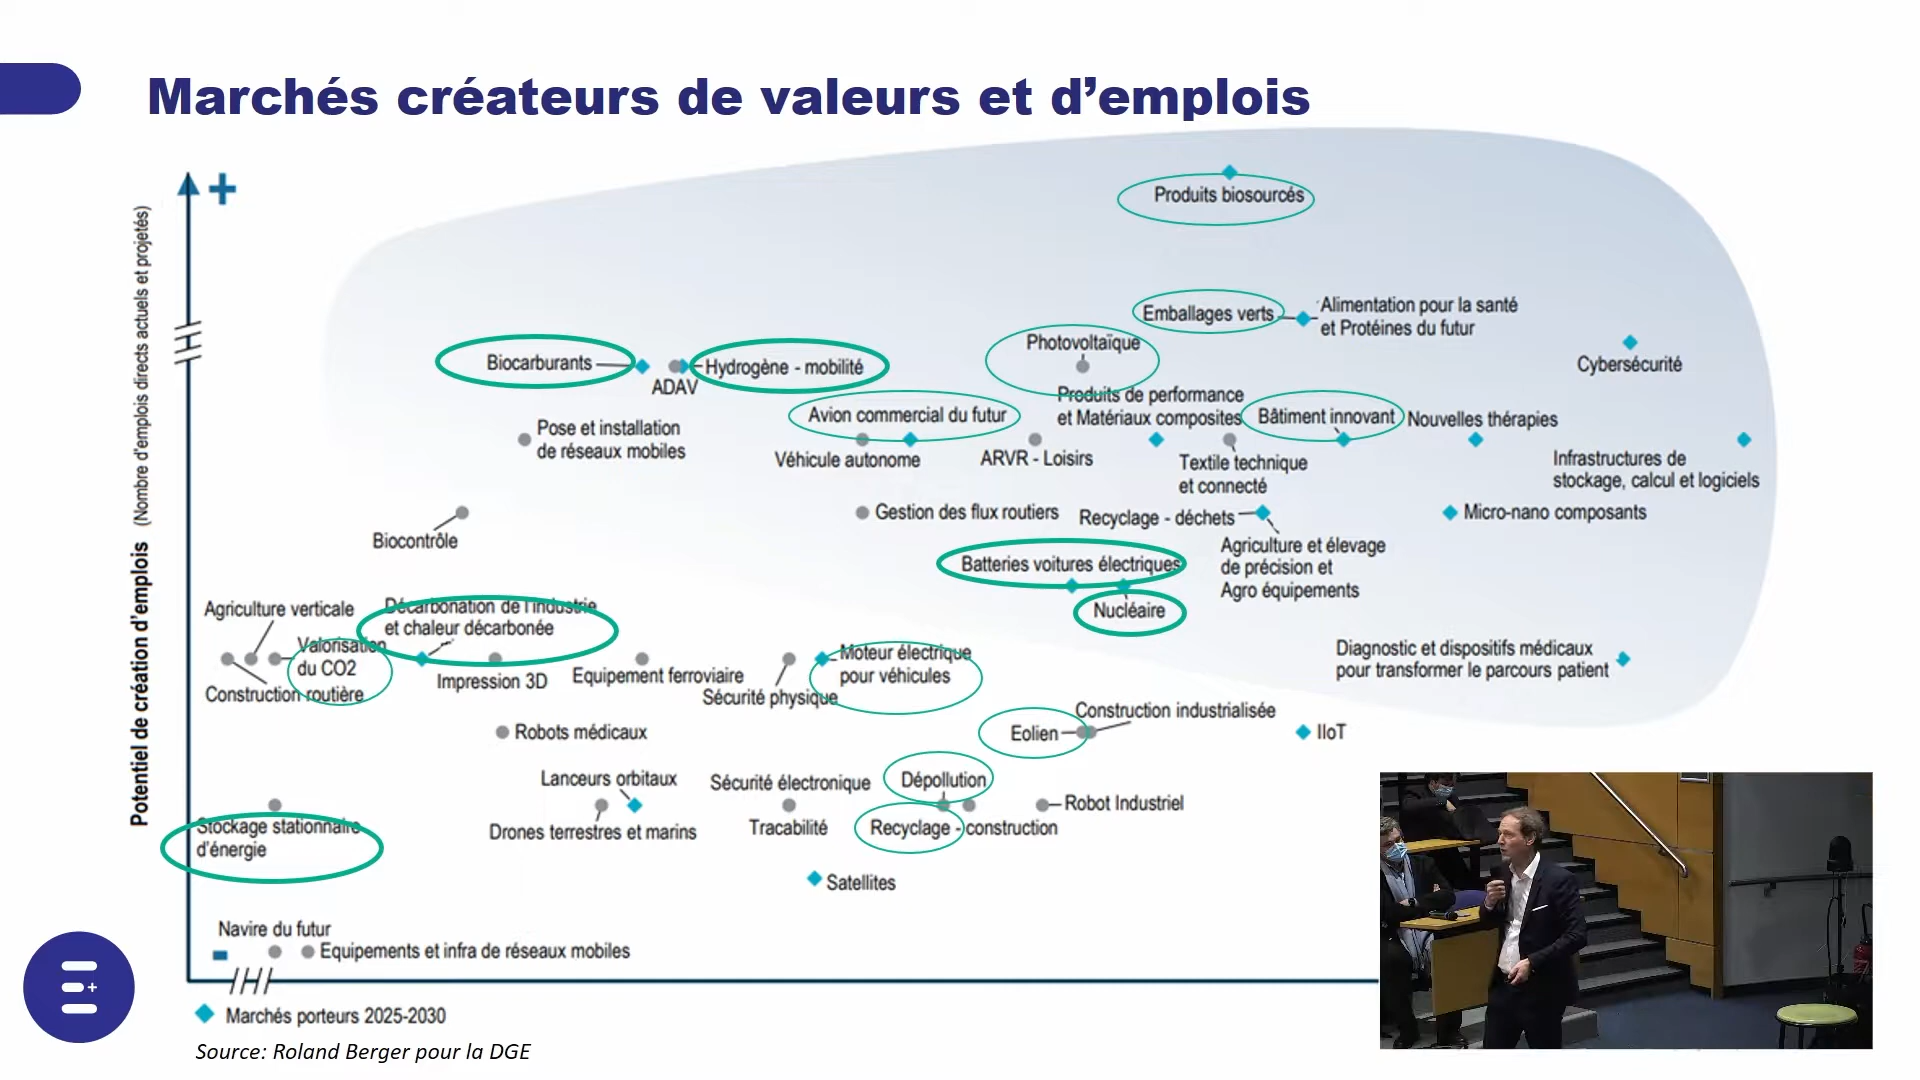 Marchés créateurs de valeurs et d’emplois
+
Potentiel de création d’emplois (Nombre d’emplois directs actuels et projetés)
Produits biosourcés
Emballages verts
Alimentation pour la santé
et Protéines du futur
Photovoltaïque
Cybersécurité
Biocarburants
ADAV
Hydrogène - mobilité
Produits de performance
et Matériaux composites
Avion commercial du futur
Bâtiment innovant
Nouvelles thérapies
Pose et installation
de réseaux mobiles
Véhicule autonome
ARVR - Loisirs
Textile technique
et connecté
Infrastructures de
stockage, calcul et logiciels
Gestion des flux routiers
Recyclage - déchets
Micro-nano composants
Biocontrôle
Agriculture et élevage
de précision et
Agro équipements
Batteries voitures électriques
Nucléaire
Agriculture verticale
Décarbonation de l’industrie
et chaleur décarbonée
Valorisation
du CO2
Construction routière
Impression 3D
Equipement ferroviaire
Sécurité physique
Moteur électrique
pour véhicules
Diagnostic et dispositifs médicaux
pour transformer le parcours patient
Construction industrialisée
Eolien
IIoT
Robots médicaux
Lanceurs orbitaux
Sécurité électronique
Dépollution
Robot Industriel
Stockage stationnaire
d’énergie
Drones terrestres et marins
Tracabilité
Recyclage - construction
Satellites
Navire du futur
Equipements et infra de réseaux mobiles
-
E+
Marchés porteurs 2025-2030
Source: Roland Berger pour la DGE